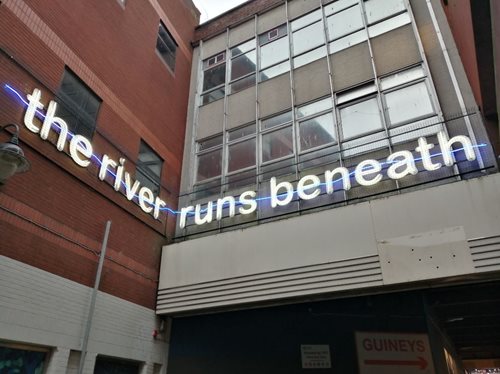 the river runs beneath
GUINEYS